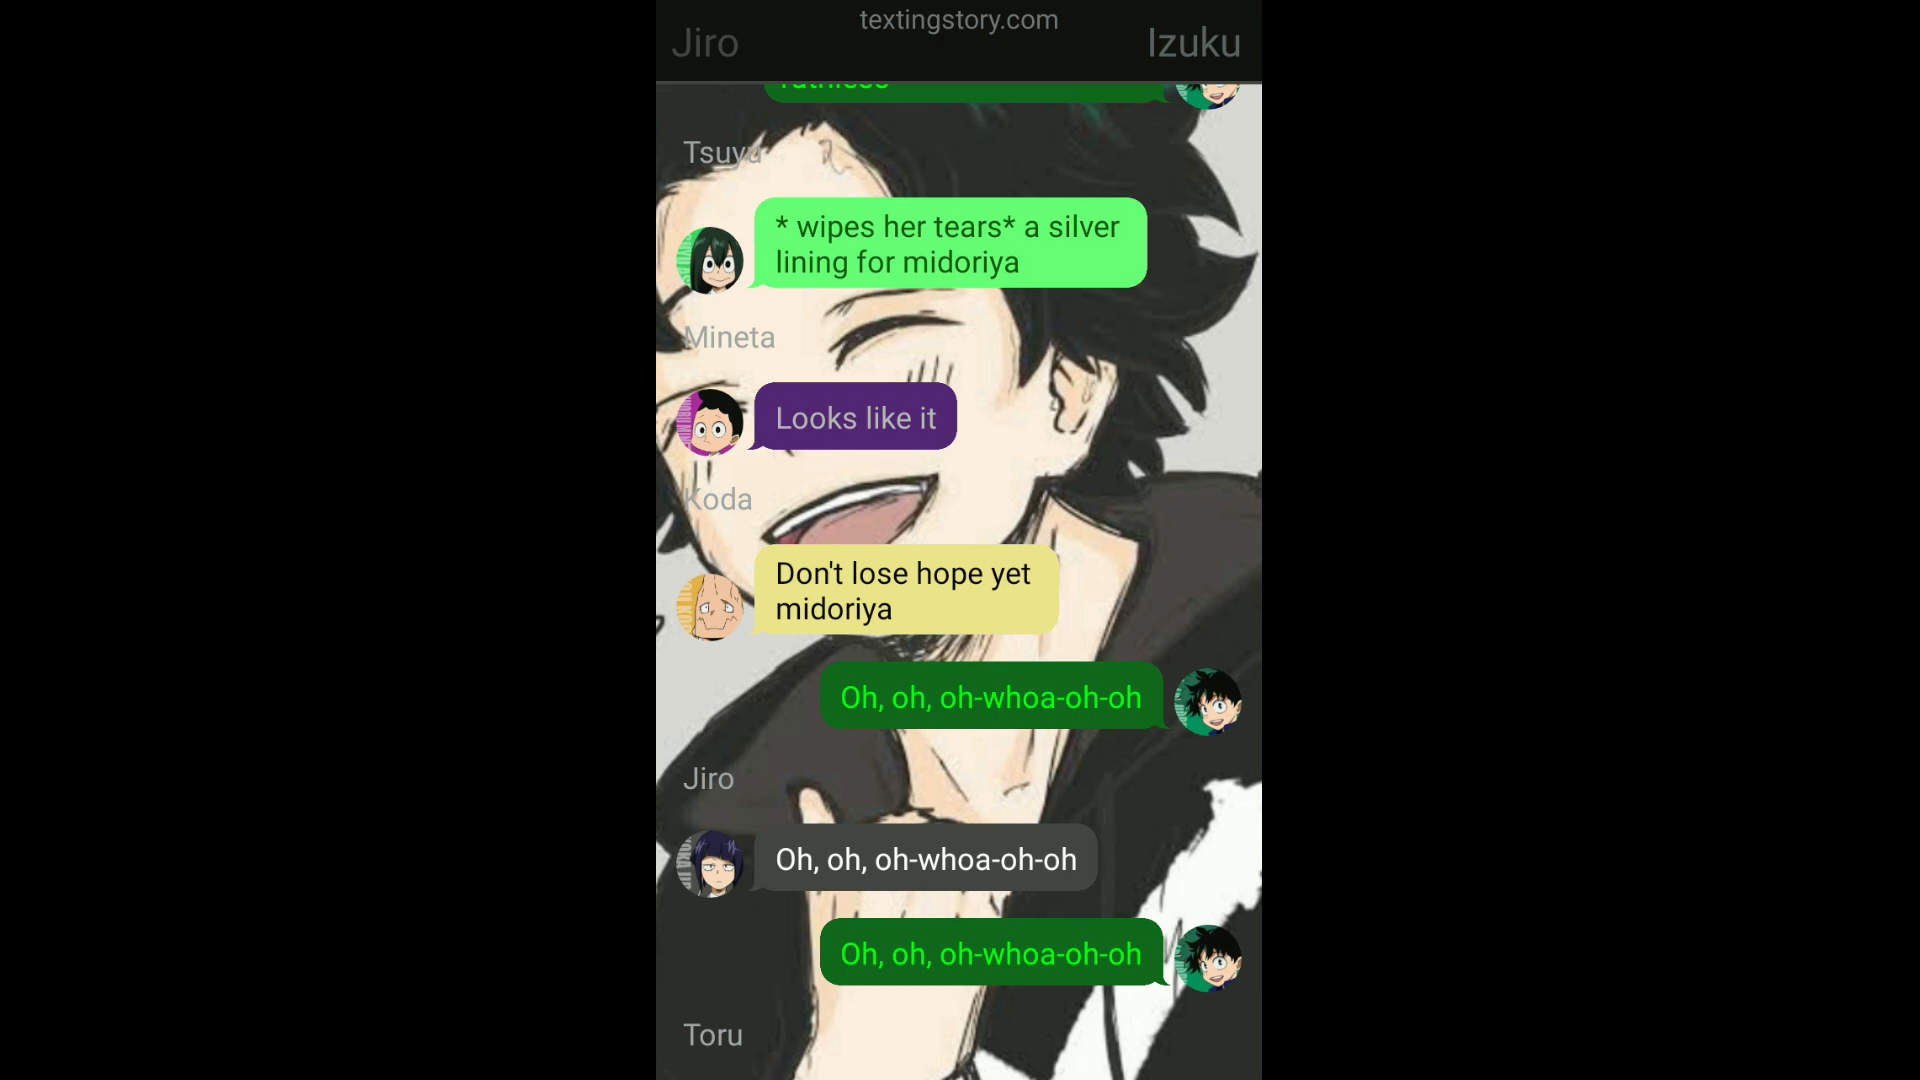 textingstory.com
Jiro
Izuku
Tsuyu
* wipes her tears* a silver
lining for midoriya
Mineta
Looks like it
Koda
Don't lose hope yet
midoriya
Oh, oh, oh-whoa-oh-oh
Jiro
Oh, oh, oh-whoa-oh-oh
Oh, oh, oh-whoa-oh-oh
Toru